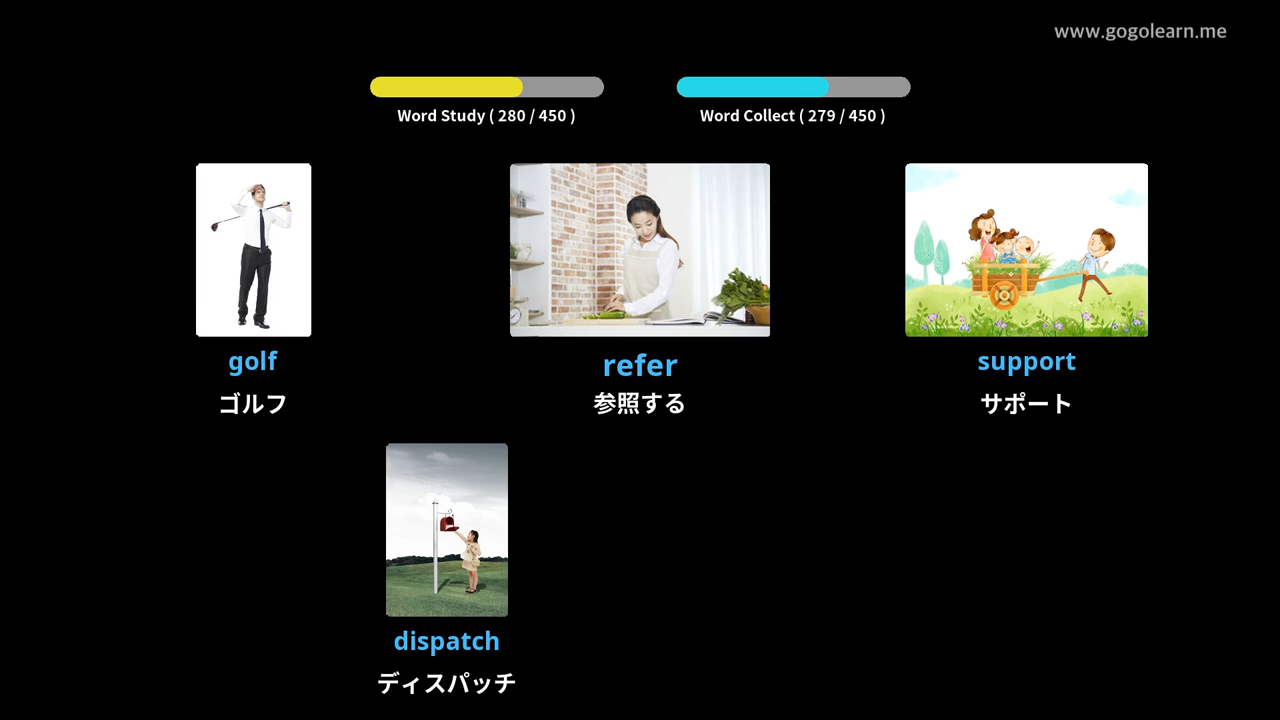 www.gogolearn.me
Word Study ( 280 / 450 )
Word Collect ( 279 / 450 )
golf
ゴルフ
refer
参照する
support
サポート
dispatch
ディスパッチ